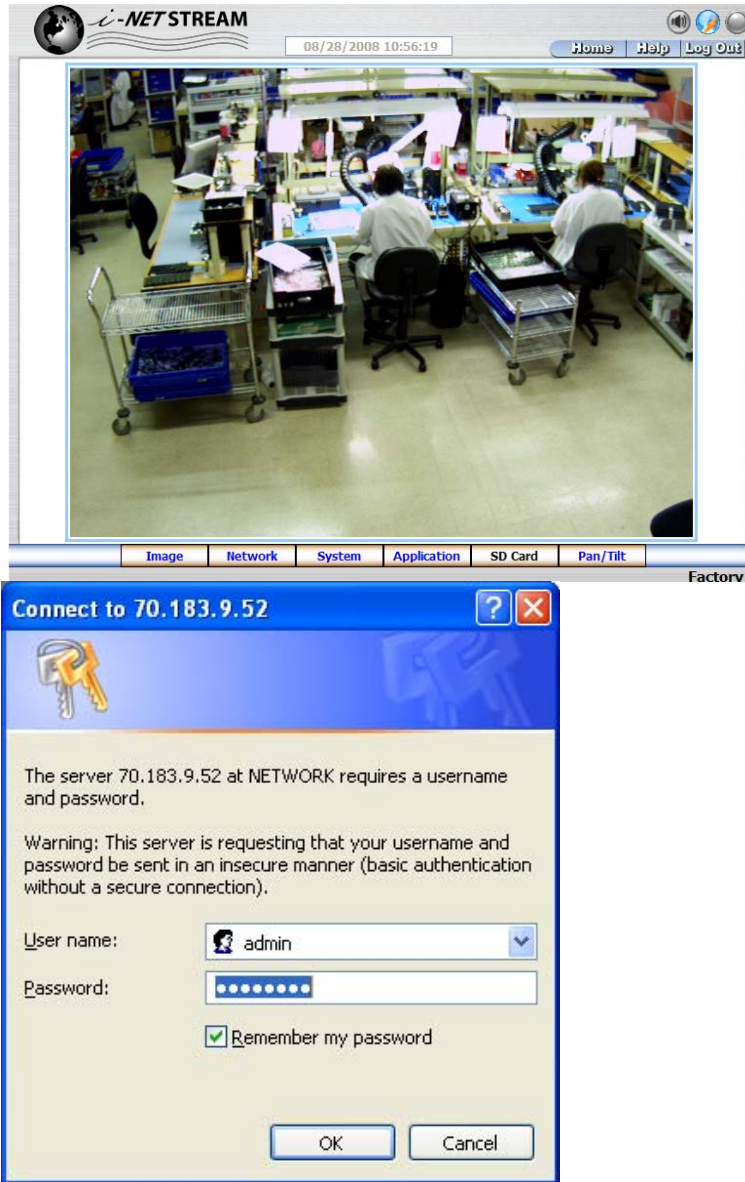 i-NET STREAM
08/28/2008 10:56:19
Home Help Log Out
Image Network System Application SD Card Pan/Tilt
Factory
Connect to 70.183.9.52
The server 70.183.9.52 at NETWORK requires a username
and password.
Warning: This server is requesting that your username and
password be sent in an insecure manner (basic authentication
without a secure connection).
User name:
admin
Password:
Remember my password
OK Cancel